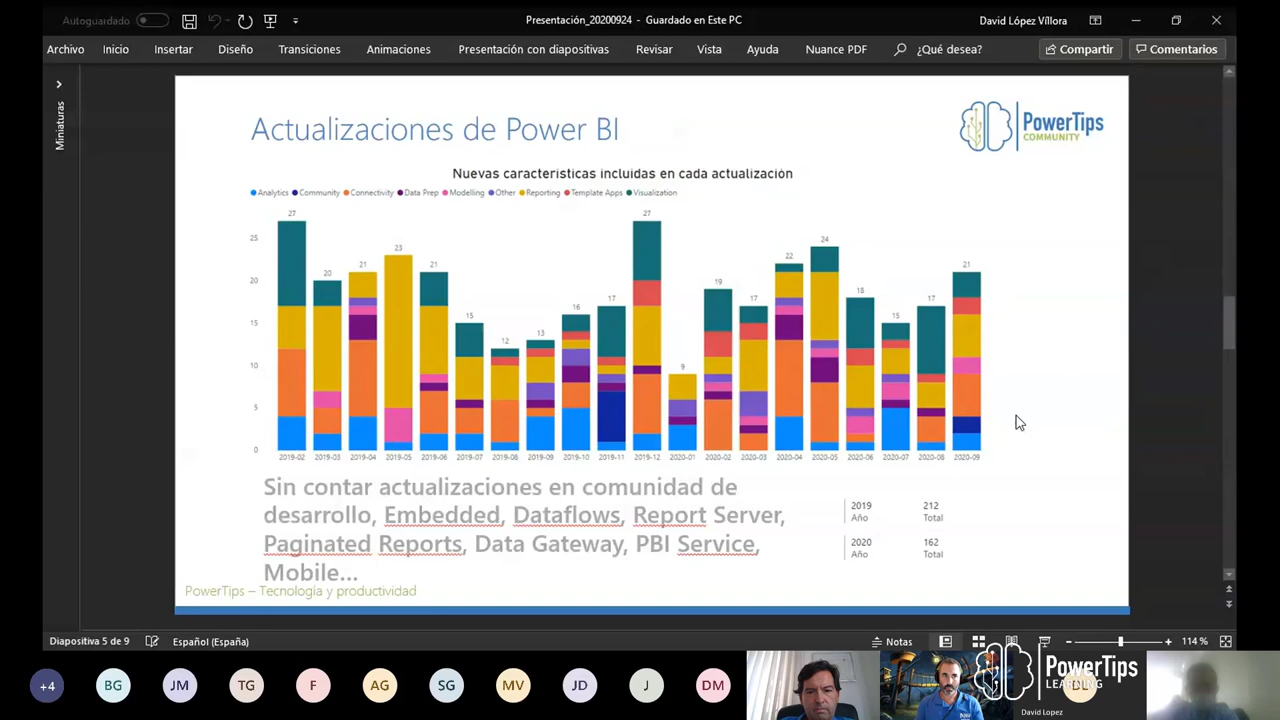 Autoguardado
Presentación_20200924 - Guardado en Este PC
David López Víllora
Archivo Inicio Insertar Diseño Transiciones Animaciones Presentación con diapositivas Revisar Vista Ayuda Nuance PDF ¿Qué desea? Compartir Comentarios
Miniaturas
Actualizaciones de Power BI
PowerTips
COMMUNITY
Nuevas características incluidas en cada actualización
Analytics Community Connectivity Data Prep Modelling Other Reporting Template Apps Visualization
27 20 21 23 21 15 12 13 16 17 27 9 19 17 22 24 18 15 17 21
25
20
15
10
5
0
2019-02 2019-03 2019-04 2019-05 2019-06 2019-07 2019-08 2019-09 2019-10 2019-11 2019-12 2020-01 2020-02 2020-03 2020-04 2020-05 2020-06 2020-07 2020-08 2020-09
Sin contar actualizaciones en comunidad de
desarrollo, Embedded, Dataflows, Report Server,
Paginated Reports, Data Gateway, PBI Service,
Mobile...
2019 212
Año Total
2020 162
Año Total
PowerTips – Tecnología y productividad
Diapositiva 5 de 9 Español (España) Notas 114 %
+4 BG JM TG F AG SG MV JD J DM
PowerTips
LEARNING
David Lopez